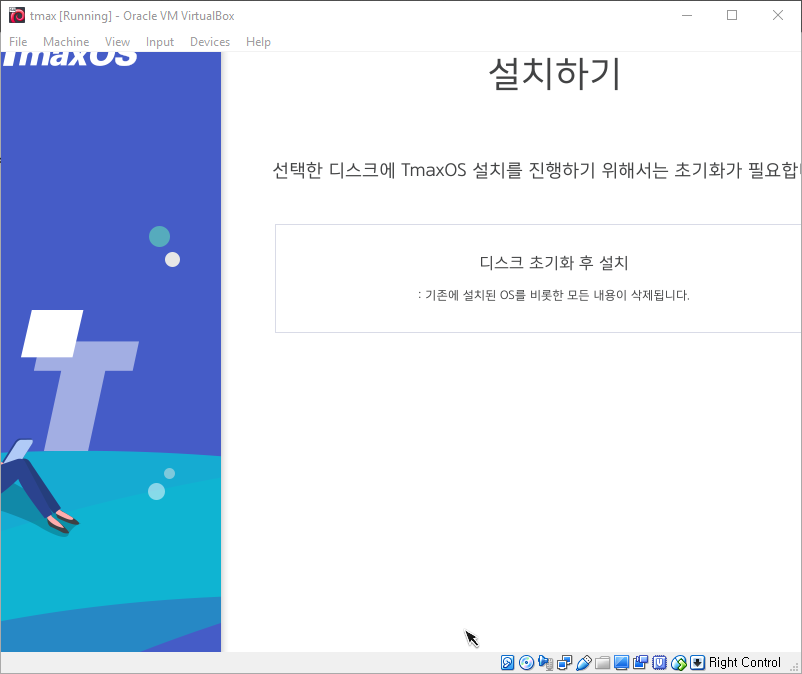 tmax [Running] - Oracle VM VirtualBox
File Machine View Input Devices Help
TmaxOS
설치하기
선택한 디스크에 TmaxOS 설치를 진행하기 위해서는 초기화가 필요합
디스크 초기화 후 설치
: 기존에 설치된 OS를 비롯한 모든 내용이 삭제됩니다.
Right Control